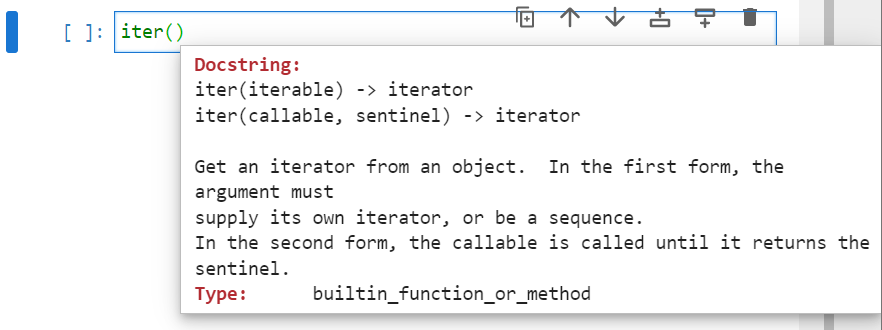 [ ]: iter()
Docstring:
iter(iterable) -> iterator
iter(callable, sentinel) -> iterator
Get an iterator from an object.  In the first form, the
argument must
supply its own iterator, or be a sequence.
In the second form, the callable is called until it returns the
sentinel.
Type:      builtin_function_or_method